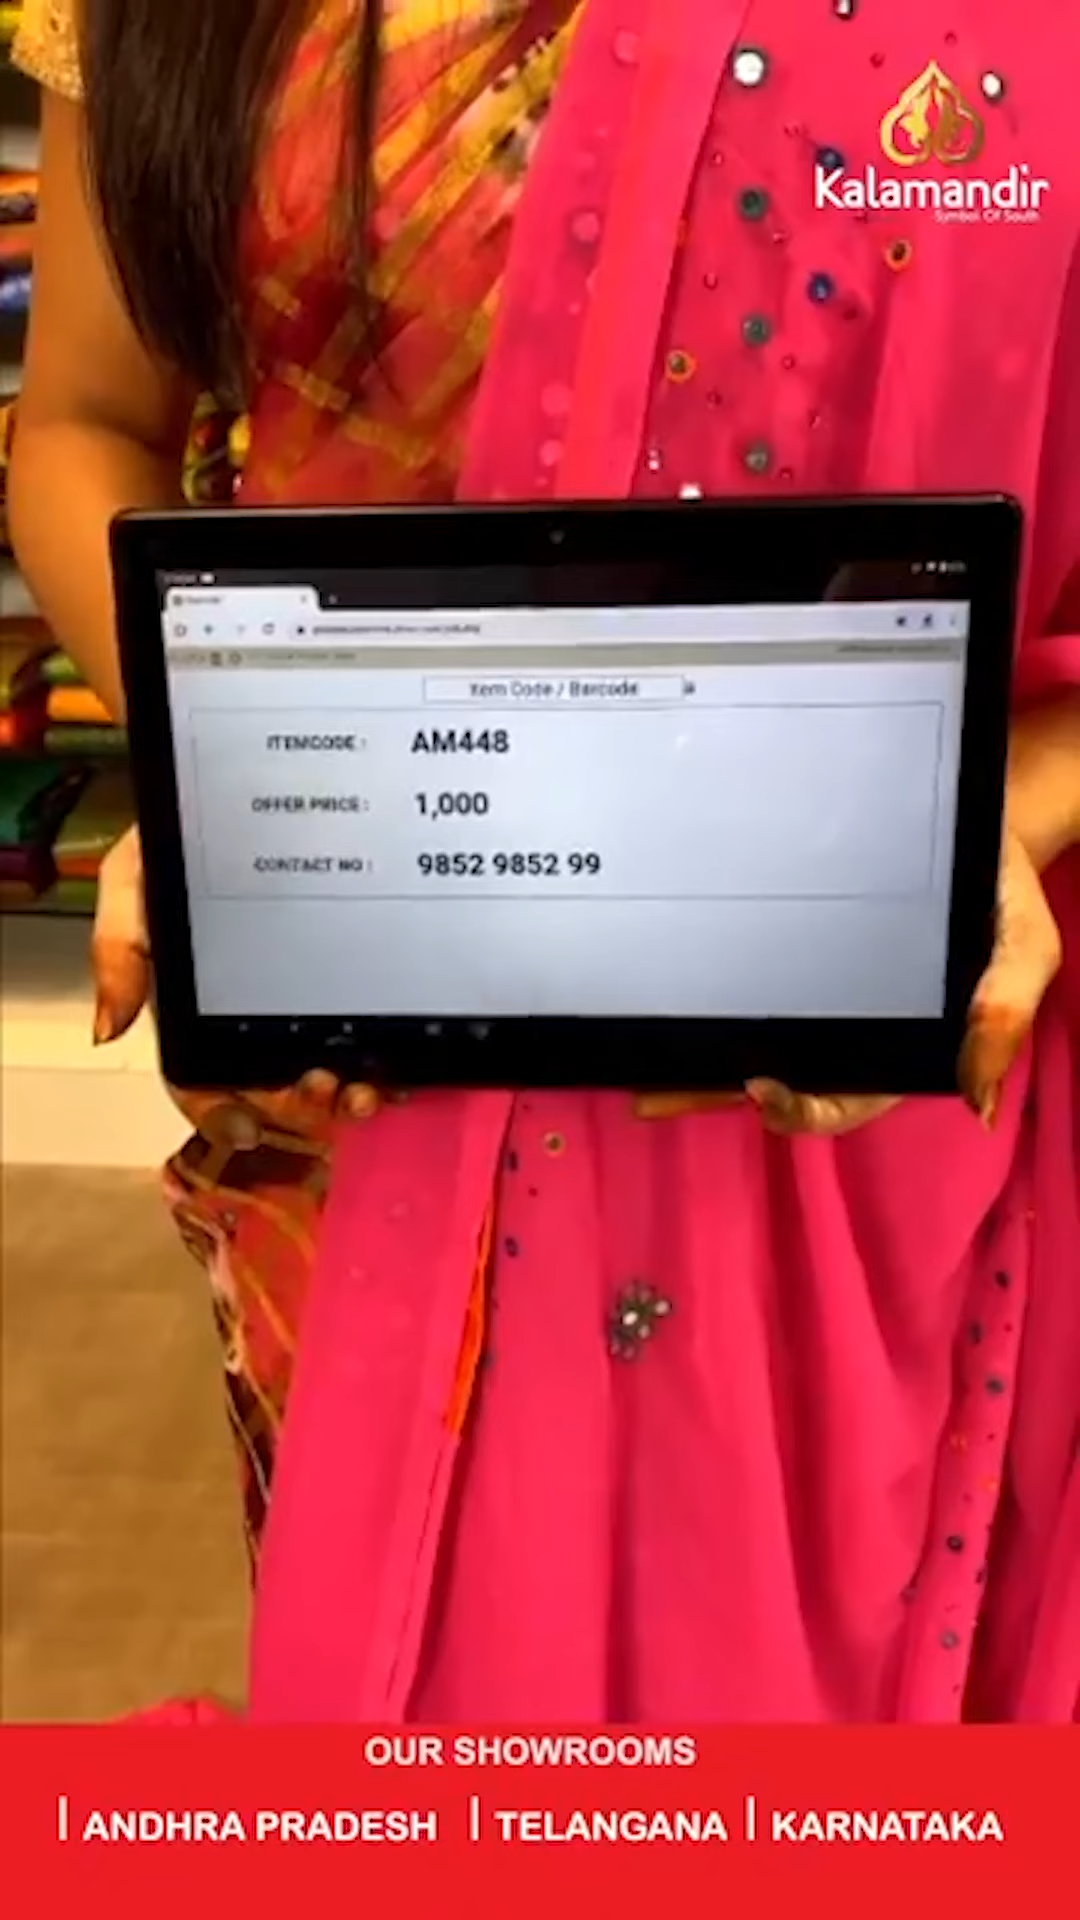 Kalamandir
Symbol Of South
Item Code / Barcode
ITEMCODE : AM448
OFFER PRICE : 1,000
CONTACT NO : 9852 9852 99
OUR SHOWROOMS
| ANDHRA PRADESH | TELANGANA | KARNATAKA